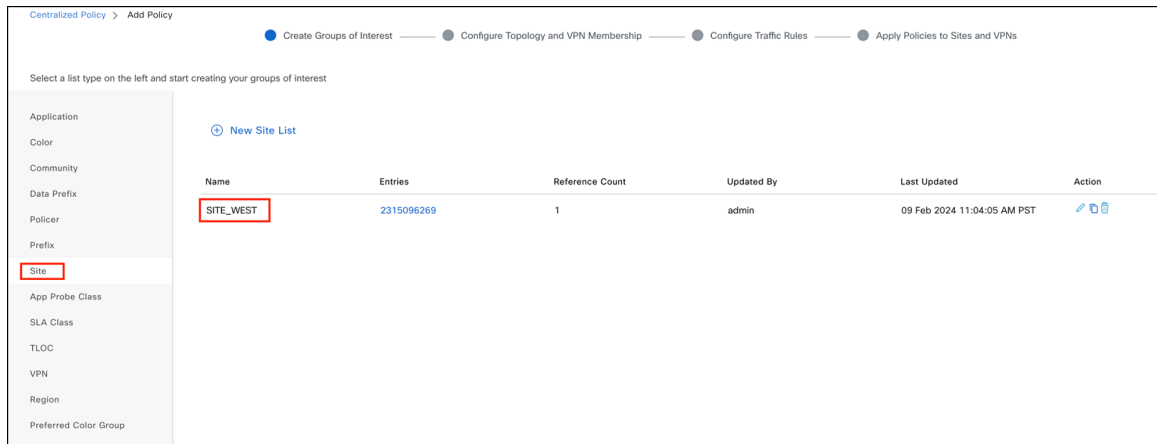 Centralized Policy > Add Policy
Create Groups of Interest Configure Topology and VPN Membership Configure Traffic Rules Apply Policies to Sites and VPNs
Select a list type on the left and start creating your groups of interest
Application
Color
Community
Data Prefix
Policer
Prefix
Site
App Probe Class
SLA Class
TLOC
VPN
Region
Preferred Color Group
New Site List
Name Entries Reference Count Updated By Last Updated Action
SITE_WEST 2315096269 1 admin 09 Feb 2024 11:04:05 AM PST